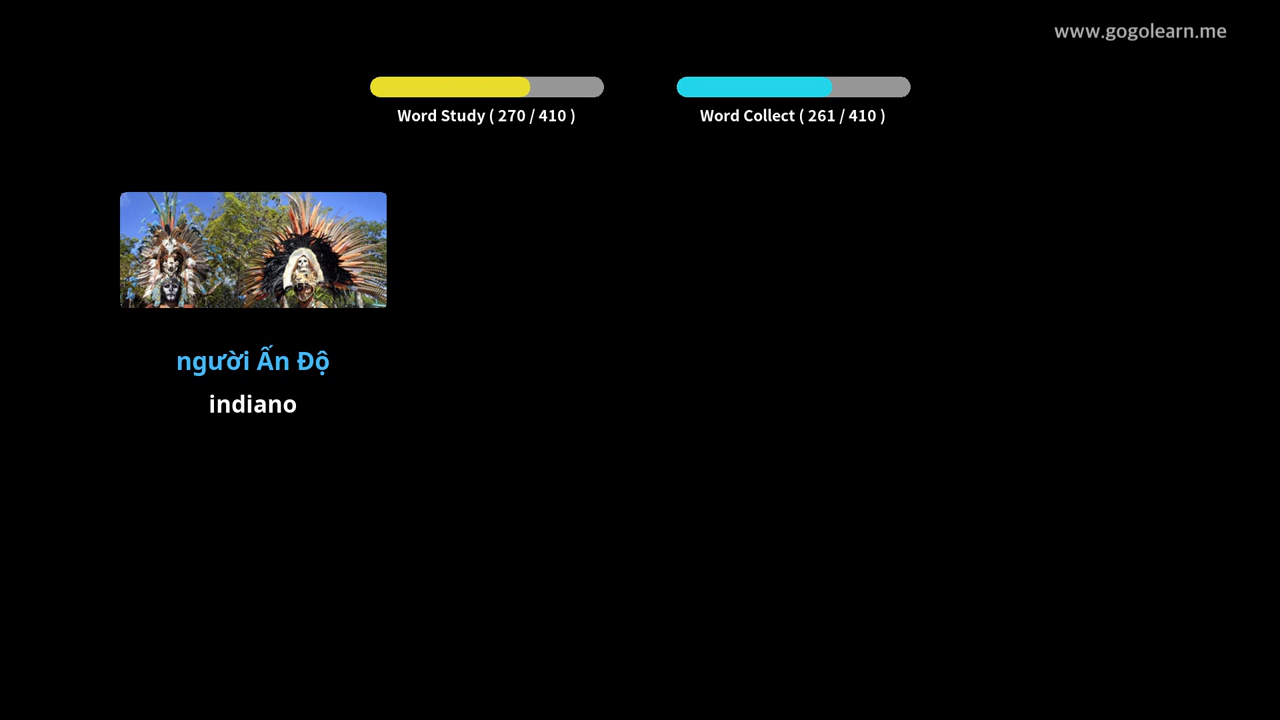 www.gogolearn.me
Word Study ( 270 / 410 )
Word Collect ( 261 / 410 )
người Ấn Độ
indiano